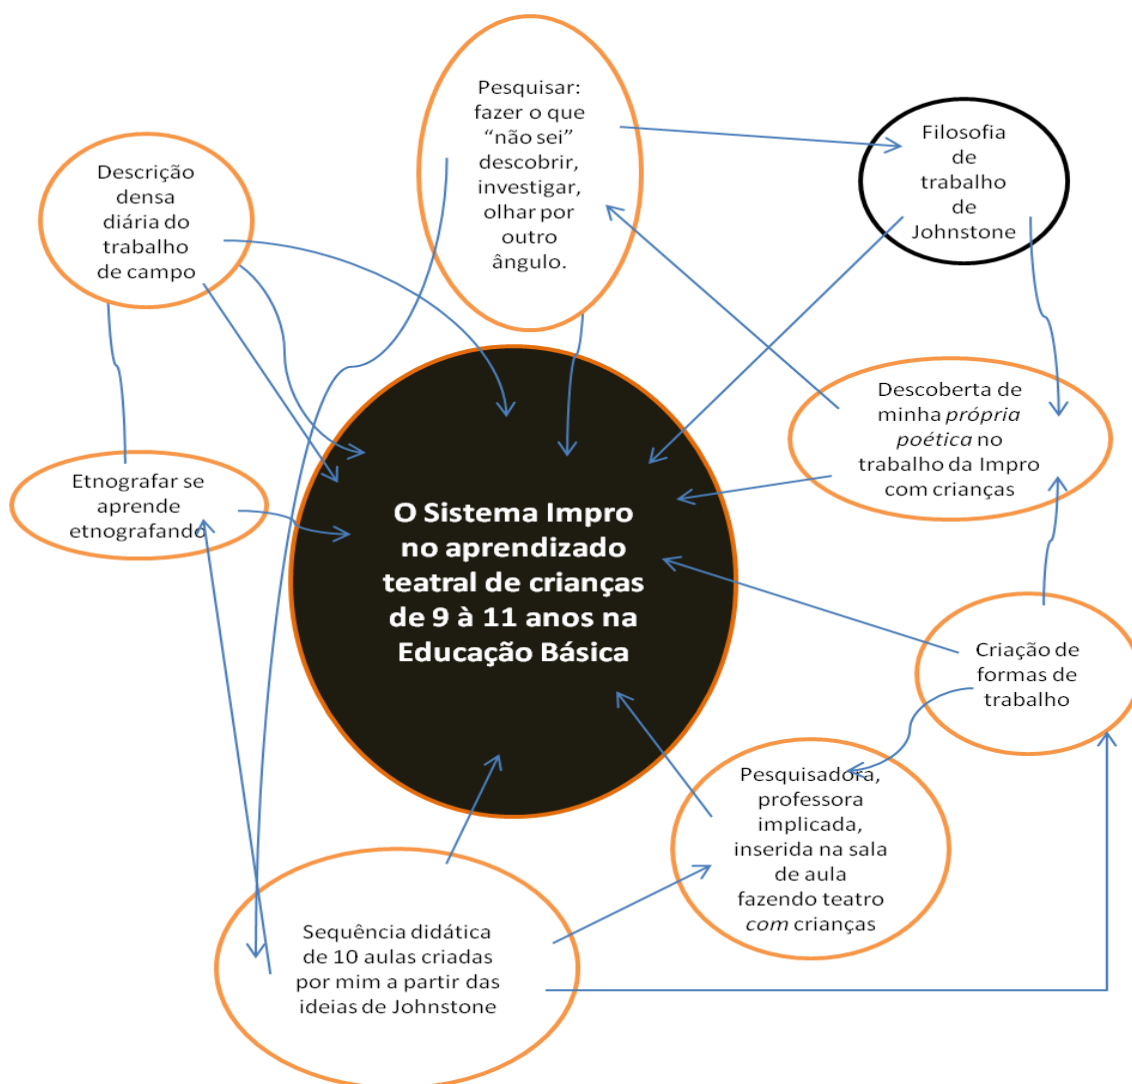 Pesquisar:
fazer o que
“não sei”
descobrir,
investigar,
olhar por
outro
ângulo.
Filosofia
de
trabalho
de
Johnstone
Descrição
densa
diária do
trabalho
de campo
Descoberta de
minha própria
poética no
trabalho da Impro
com crianças
Etnografar se
aprende
etnografando
O Sistema Impro
no aprendizado
teatral de crianças
de 9 à 11 anos na
Educação Básica
Criação de
formas de
trabalho
Pesquisadora,
professora
implicada,
inserida na sala
de aula
fazendo teatro
com crianças
Sequência didática
de 10 aulas criadas
por mim a partir das
ideias de Johnstone